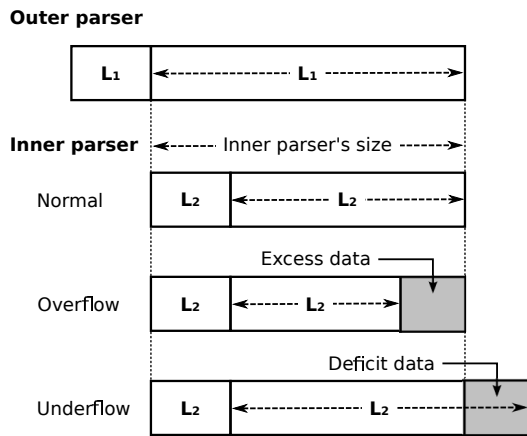 Outer parser
L₁ L₁
Inner parser Inner parser's size
Normal L₂ L₂
Excess data
Overflow L₂ L₂
Deficit data
Underflow L₂ L₂